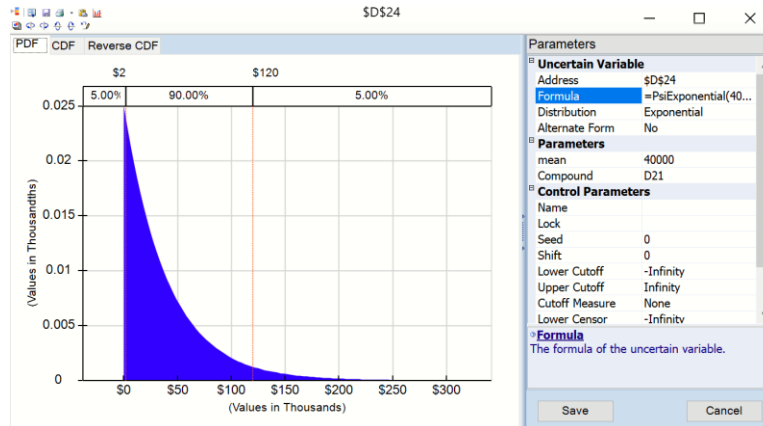 $D$24
PDF CDF Reverse CDF
$2 $120
5.00% 90.00% 5.00%
0.025
0.02
0.015
0.01
0.005
0
(Values in Thousandths)
$0 $50 $100 $150 $200 $250 $300
(Values in Thousands)
Parameters
Uncertain Variable
Address $D$24
Formula =PsiExponential(40...
Distribution Exponential
Alternate Form No
Parameters
mean 40000
Compound D21
Control Parameters
Name
Lock
Seed 0
Shift 0
Lower Cutoff -Infinity
Upper Cutoff Infinity
Cutoff Measure None
Lower Censor -Infinity
Formula
The formula of the uncertain variable.
Save Cancel